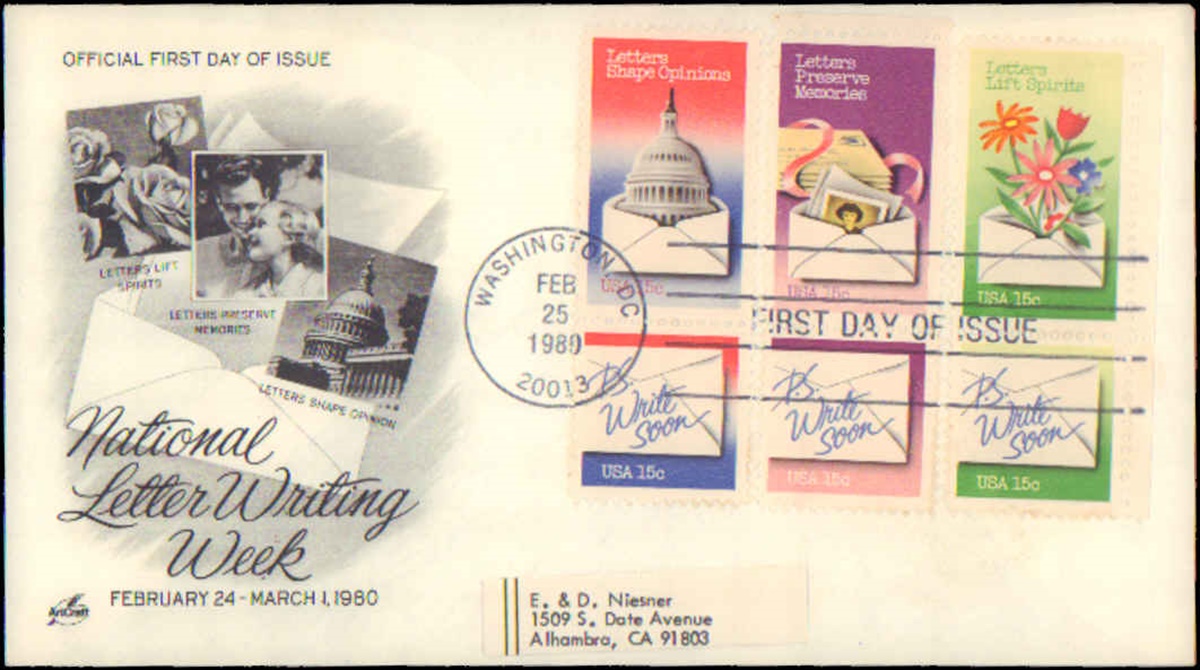 OFFICIAL FIRST DAY OF ISSUE
LETTERS LIFT
SPIRITS
LETTERS PRESERVE
MEMORIES
LETTERS SHAPE OPINION
National
Letter Writing
Week
FEBRUARY 24 - MARCH 1, 1980
ArtCraft
Letters
Shape Opinions
USA 15c
Letters
Preserve
Memories
USA 15c
Letters
Lift Spirits
USA 15c
WASHINGTON DC
FEB
25
1980
20013
FIRST DAY OF ISSUE
P.S.
Write
Soon
USA 15c
P.S.
Write
Soon
USA 15c
P.S.
Write
Soon
USA 15c
E. & D. Niesner
1509 S. Date Avenue
Alhambra, CA 91803